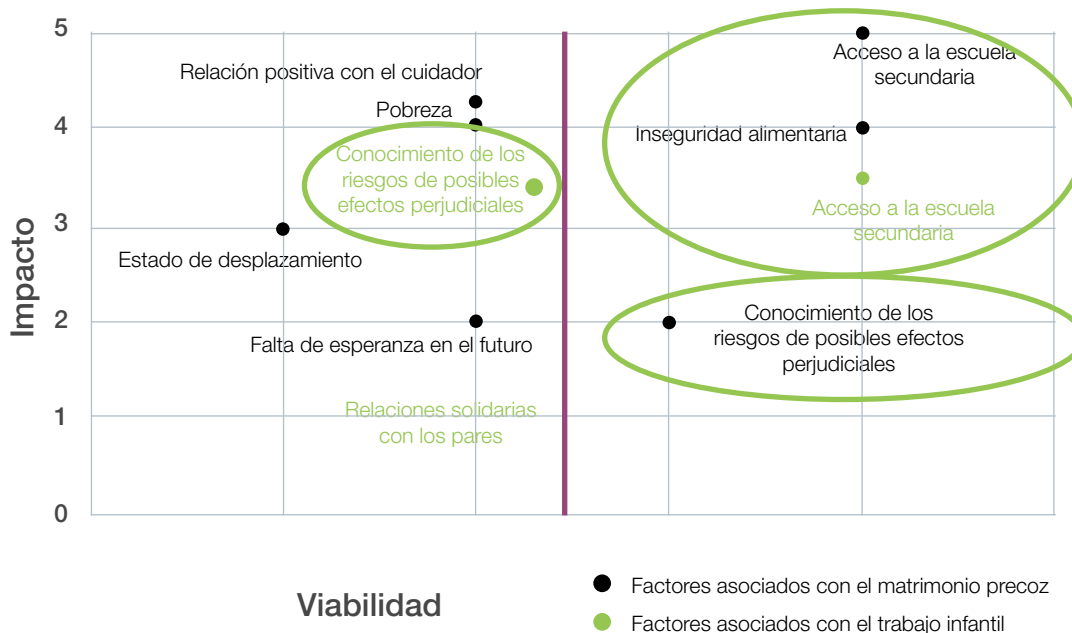 5
Acceso a la escuela
secundaria
Relación positiva con el cuidador
Pobreza
4
Inseguridad alimentaria
Conocimiento de los
riesgos de posibles
efectos perjudiciales
Acceso a la escuela
secundaria
3
Estado de desplazamiento
Impacto
Conocimiento de los
riesgos de posibles efectos
perjudiciales
2
Falta de esperanza en el futuro
Relaciones solidarias
con los pares
1
0
Viabilidad
Factores asociados con el matrimonio precoz
Factores asociados con el trabajo infantil